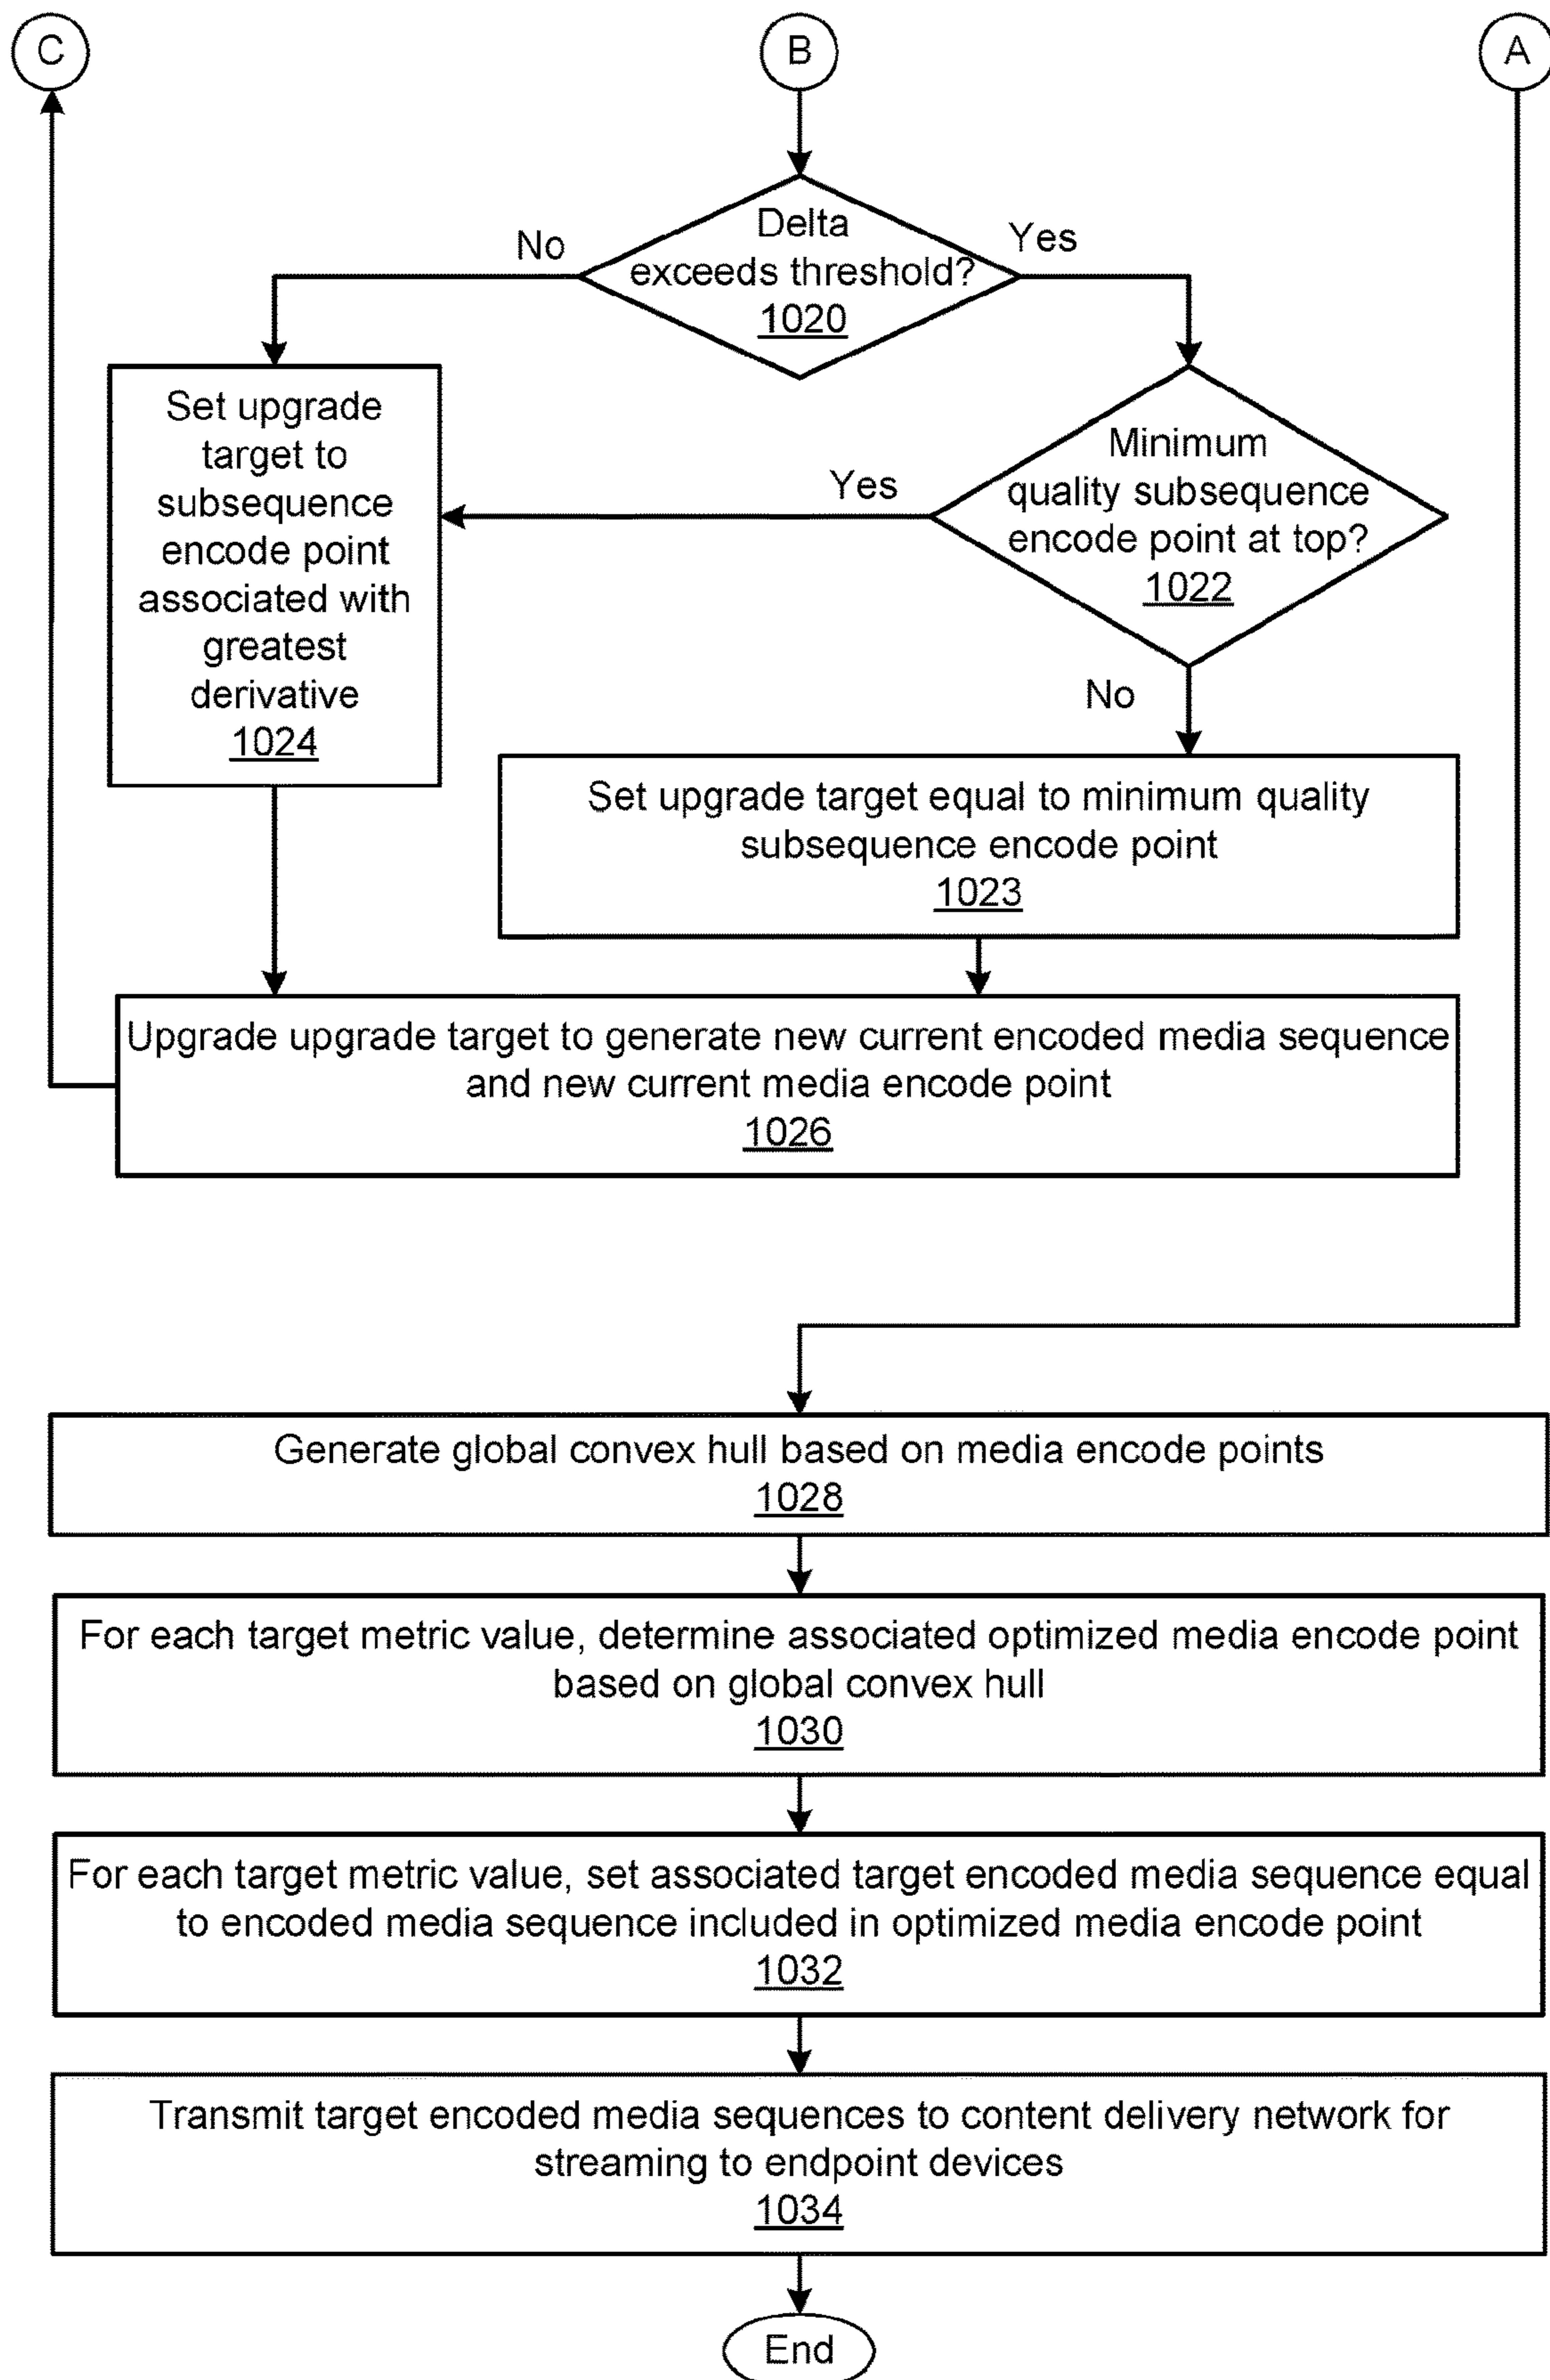 C
B
A
Delta
exceeds threshold?
1020
No
Yes
Set upgrade
target to
subsequence
encode point
associated with
greatest
derivative
1024
Minimum
quality subsequence
encode point at top?
1022
Yes
No
Set upgrade target equal to minimum quality
subsequence encode point
1023
Upgrade upgrade target to generate new current encoded media sequence
and new current media encode point
1026
Generate global convex hull based on media encode points
1028
For each target metric value, determine associated optimized media encode point
based on global convex hull
1030
For each target metric value, set associated target encoded media sequence equal
to encoded media sequence included in optimized media encode point
1032
Transmit target encoded media sequences to content delivery network for
streaming to endpoint devices
1034
End